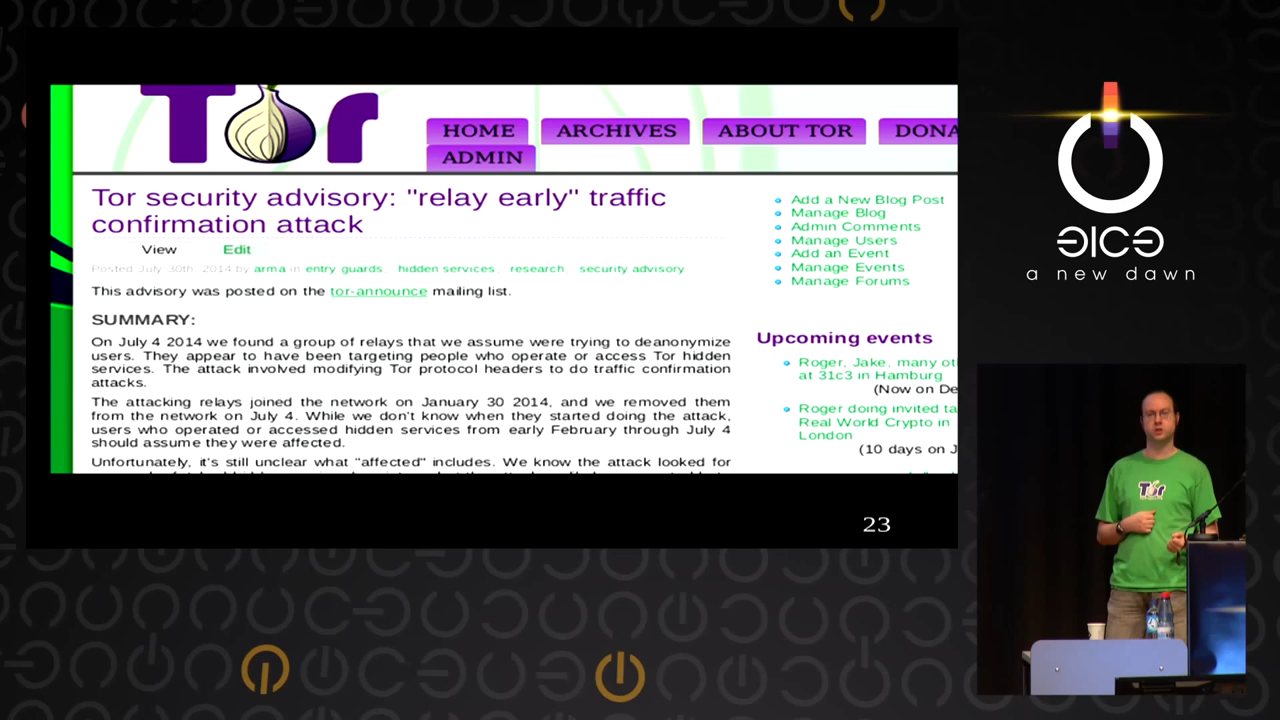 Tor
HOME
ARCHIVES
ABOUT TOR
DONA
ADMIN
Tor security advisory: "relay early" traffic
confirmation attack
View
Edit
Posted July 30th, 2014 by arma in entry guards hidden services research security advisory
This advisory was posted on the tor-announce mailing list.
SUMMARY:
On July 4 2014 we found a group of relays that we assume were trying to deanonymize
users. They appear to have been targeting people who operate or access Tor hidden
services. The attack involved modifying Tor protocol headers to do traffic confirmation
attacks.
The attacking relays joined the network on January 30 2014, and we removed them
from the network on July 4. While we don't know when they started doing the attack,
users who operated or accessed hidden services from early February through July 4
should assume they were affected.
Unfortunately, it's still unclear what "affected" includes. We know the attack looked for
Add a New Blog Post
Manage Blog
Admin Comments
Manage Users
Add an Event
Manage Events
Manage Forums
Upcoming events
Roger, Jake, many ot
at 31c3 in Hamburg
(Now on De
Roger doing invited ta
Real World Crypto in
London
(10 days on J
23
a new dawn
Tor